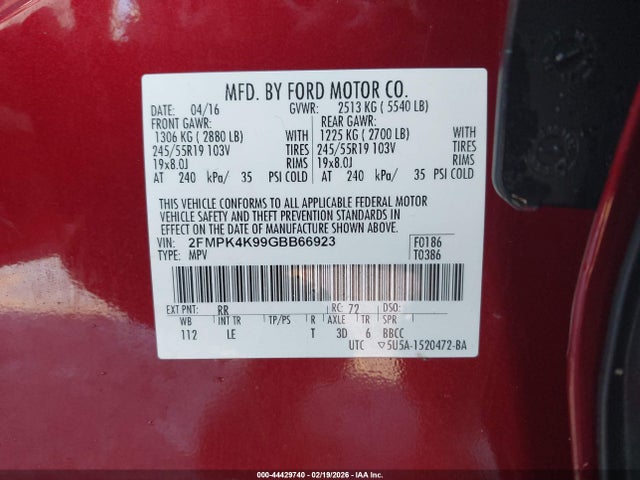 MFD. BY FORD MOTOR CO.
DATE: 04/16 GVWR: 2513 KG ( 5540 LB)
FRONT GAWR: REAR GAWR:
1306 KG ( 2880 LB) WITH 1225 KG ( 2700 LB) WITH
245/55R19 103V TIRES 245/55R19 103V TIRES
19x8.0J RIMS 19x8.0J RIMS
AT 240 kPa/ 35 PSI COLD AT 240 kPa/ 35 PSI COLD
THIS VEHICLE CONFORMS TO ALL APPLICABLE FEDERAL MOTOR
VEHICLE SAFETY AND THEFT PREVENTION STANDARDS IN
EFFECT ON THE DATE OF MANUFACTURE SHOWN ABOVE.
VIN: 2FMPK4K99GBB66923 F0186
TYPE: MPV T0386
EXT PNT: RR RC: 72 DSO:
WB INT TR TP/PS R AXLE TR SPR
112 LE T 3D 6 BBCC
UTC ▽5U5A-1520472-BA
000-44429740 - 02/19/2026 - IAA Inc.